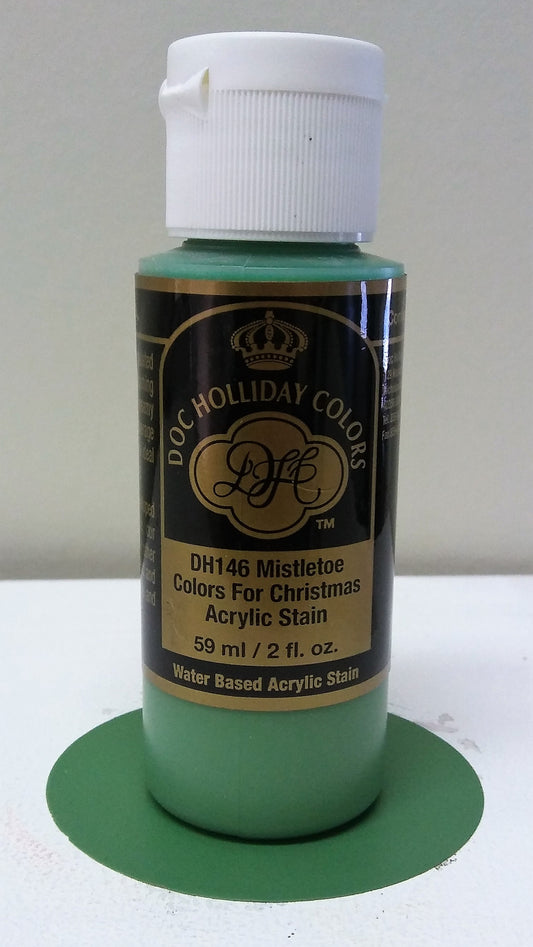 DOC HOLLIDAY COLORS
DH
TM
DH146 Mistletoe
Colors For Christmas
Acrylic Stain
59 ml / 2 fl. oz.
Water Based Acrylic Stain